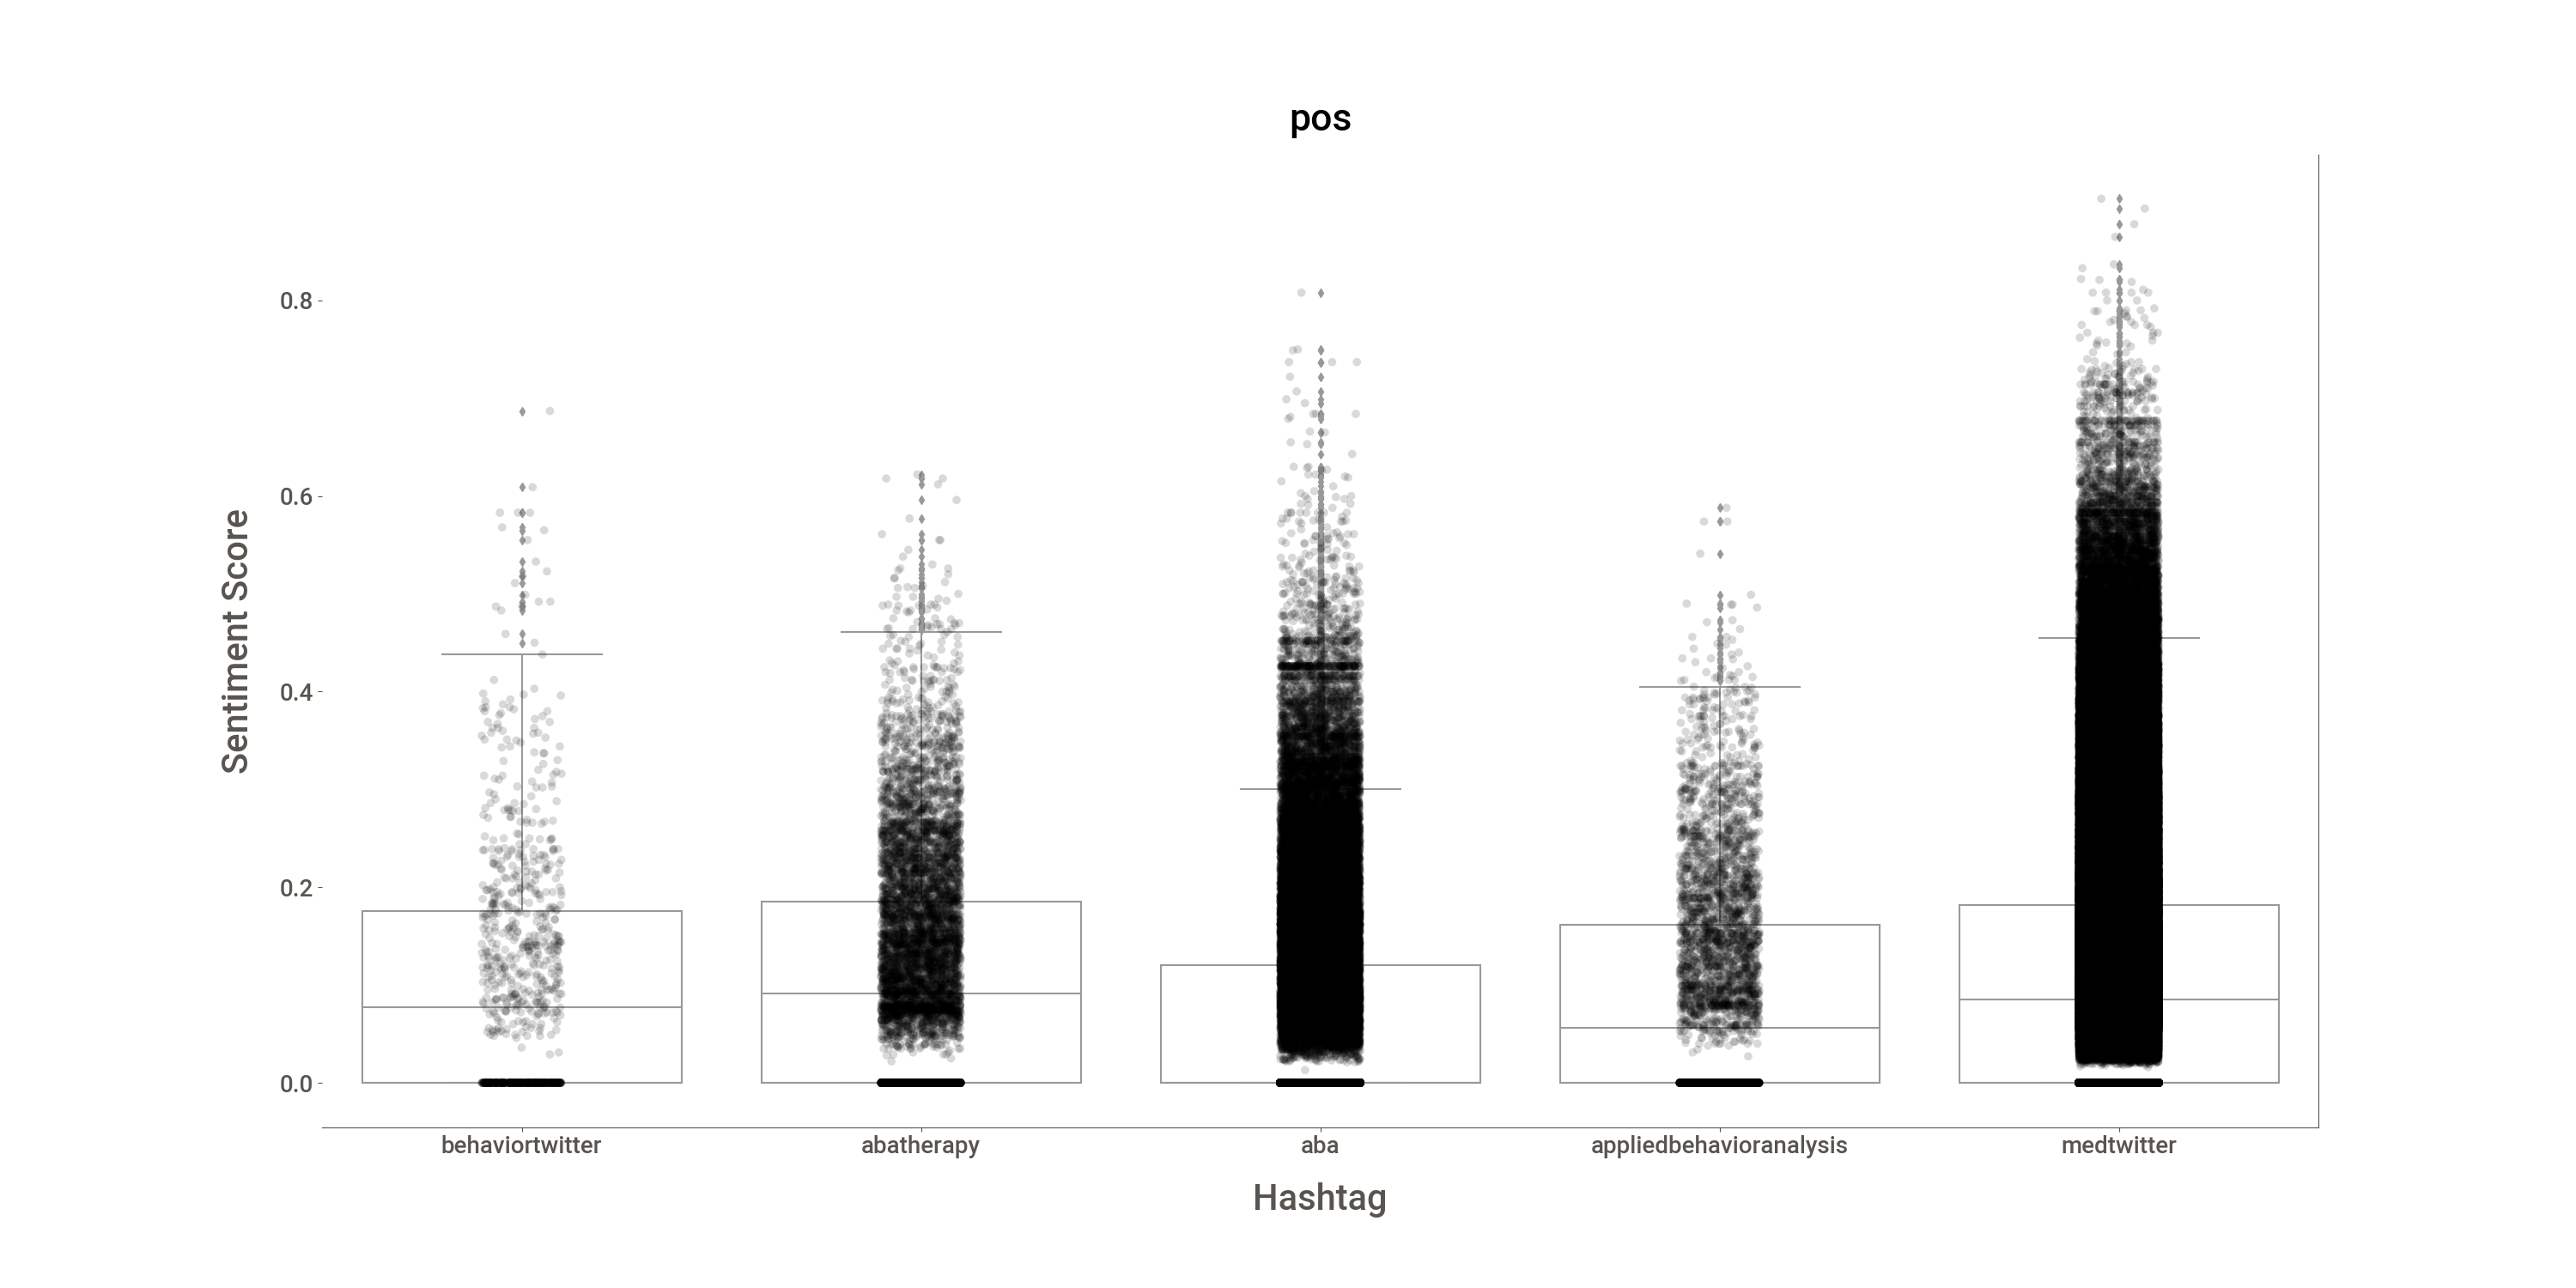 pos
0.8
0.6
0.4
0.2
0.0
Sentiment Score
behaviortwitter
abatherapy
aba
appliedbehavioranalysis
medtwitter
Hashtag